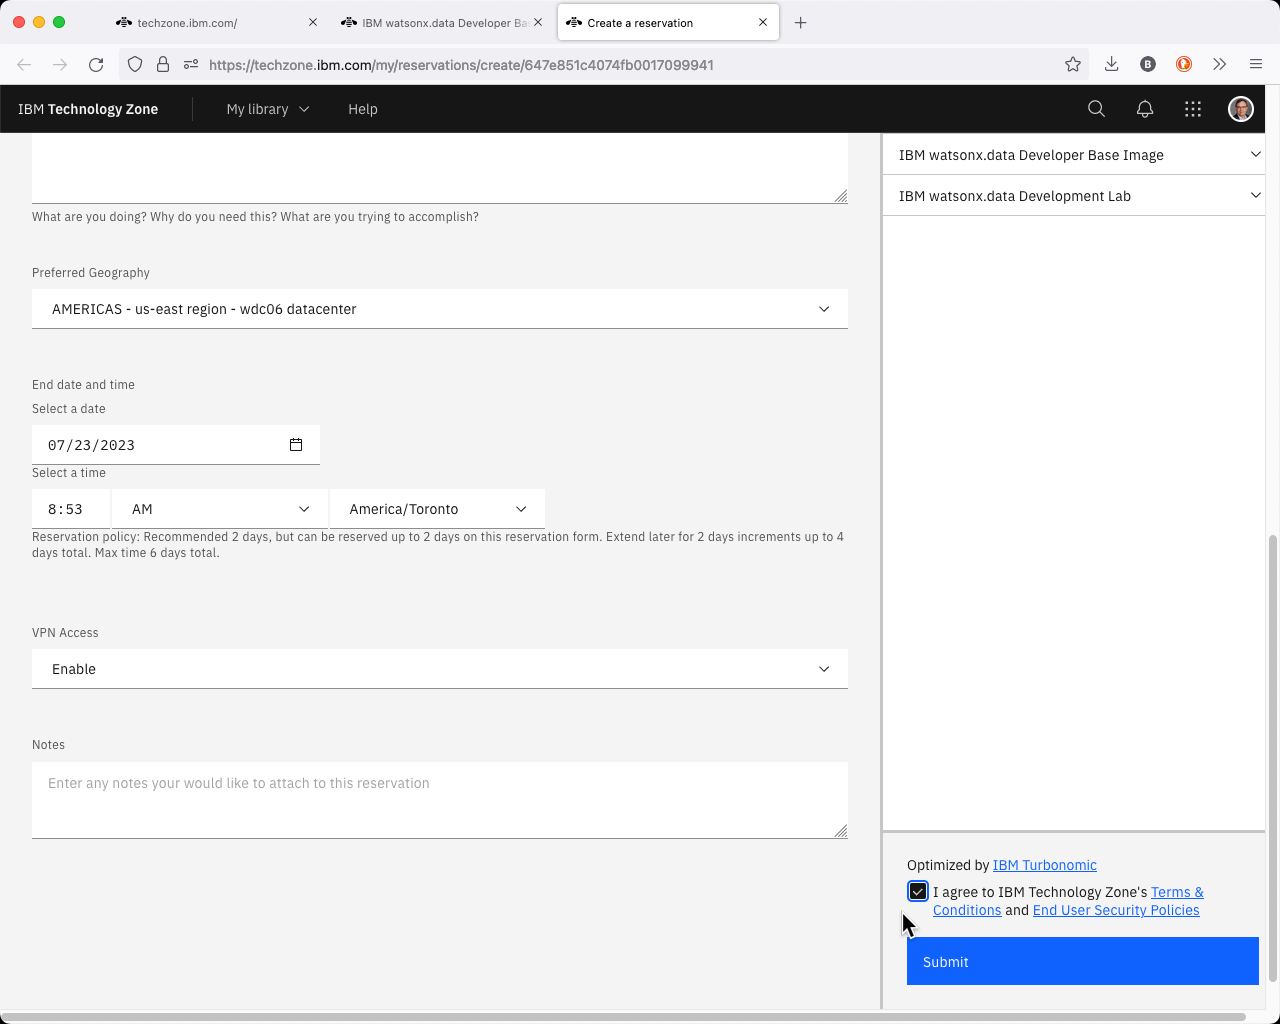 techzone.ibm.com/
IBM watsonx.data Developer Ba
Create a reservation
https://techzone.ibm.com/my/reservations/create/647e851c4074fb0017099941
B
IBM Technology Zone
My library
Help
What are you doing? Why do you need this? What are you trying to accomplish?
Preferred Geography
AMERICAS - us-east region - wdc06 datacenter
End date and time
Select a date
07/23/2023
Select a time
8:53
AM
America/Toronto
Reservation policy: Recommended 2 days, but can be reserved up to 2 days on this reservation form. Extend later for 2 days increments up to 4
days total. Max time 6 days total.
VPN Access
Enable
Notes
Enter any notes your would like to attach to this reservation
IBM watsonx.data Developer Base Image
IBM watsonx.data Development Lab
Optimized by IBM Turbonomic
I agree to IBM Technology Zone's Terms &
Conditions and End User Security Policies
Submit